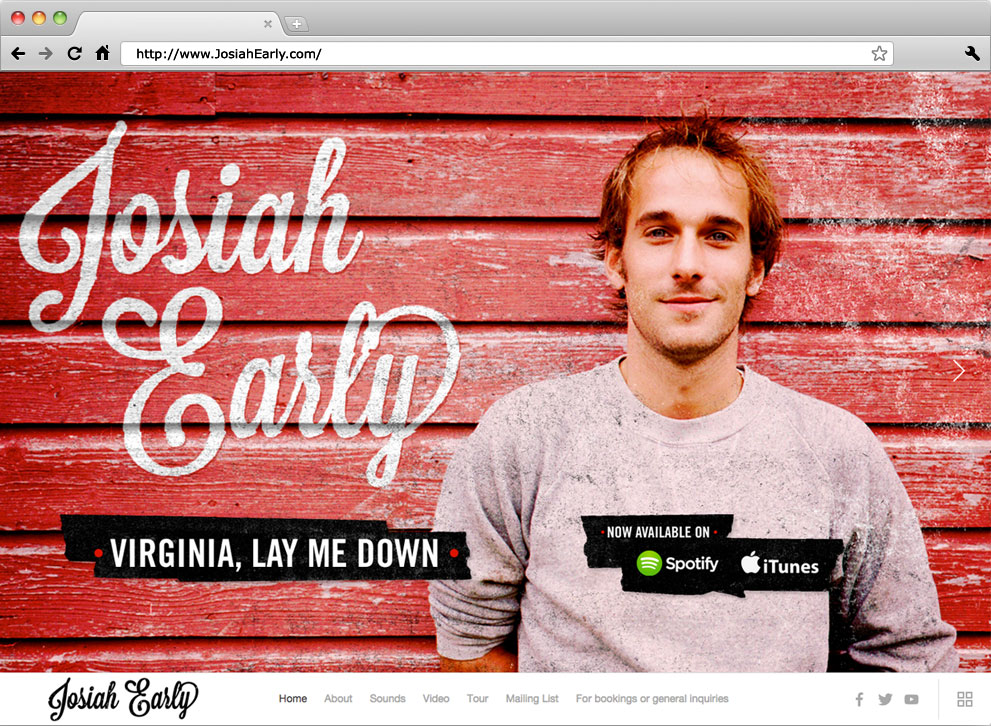 http://www.JosiahEarly.com/
Josiah
Early
• VIRGINIA, LAY ME DOWN •
• NOW AVAILABLE ON •
Spotify iTunes
Josiah Early Home About Sounds Video Tour Mailing List For bookings or general inquiries